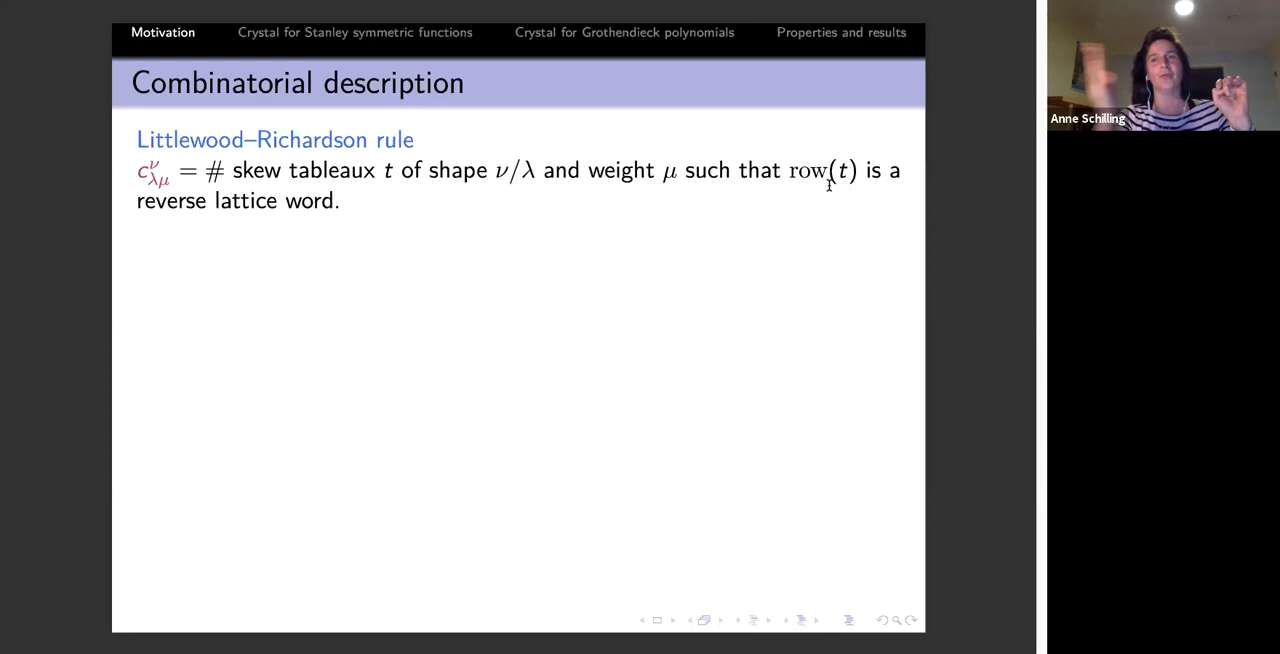 Motivation Crystal for Stanley symmetric functions Crystal for Grothendieck polynomials Properties and results
Combinatorial description
Littlewood–Richardson rule
c^ν_{λμ} = # skew tableaux t of shape ν/λ and weight μ such that row(t) is a
reverse lattice word.
Anne Schilling